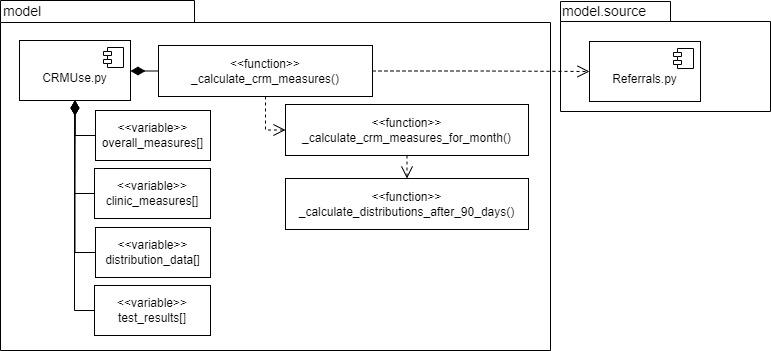 model
model.source
CRMUse.py
<<function>>
_calculate_crm_measures()
Referrals.py
<<function>>
_calculate_crm_measures_for_month()
<<variable>>
overall_measures[]
<<variable>>
clinic_measures[]
<<function>>
_calculate_distributions_after_90_days()
<<variable>>
distribution_data[]
<<variable>>
test_results[]